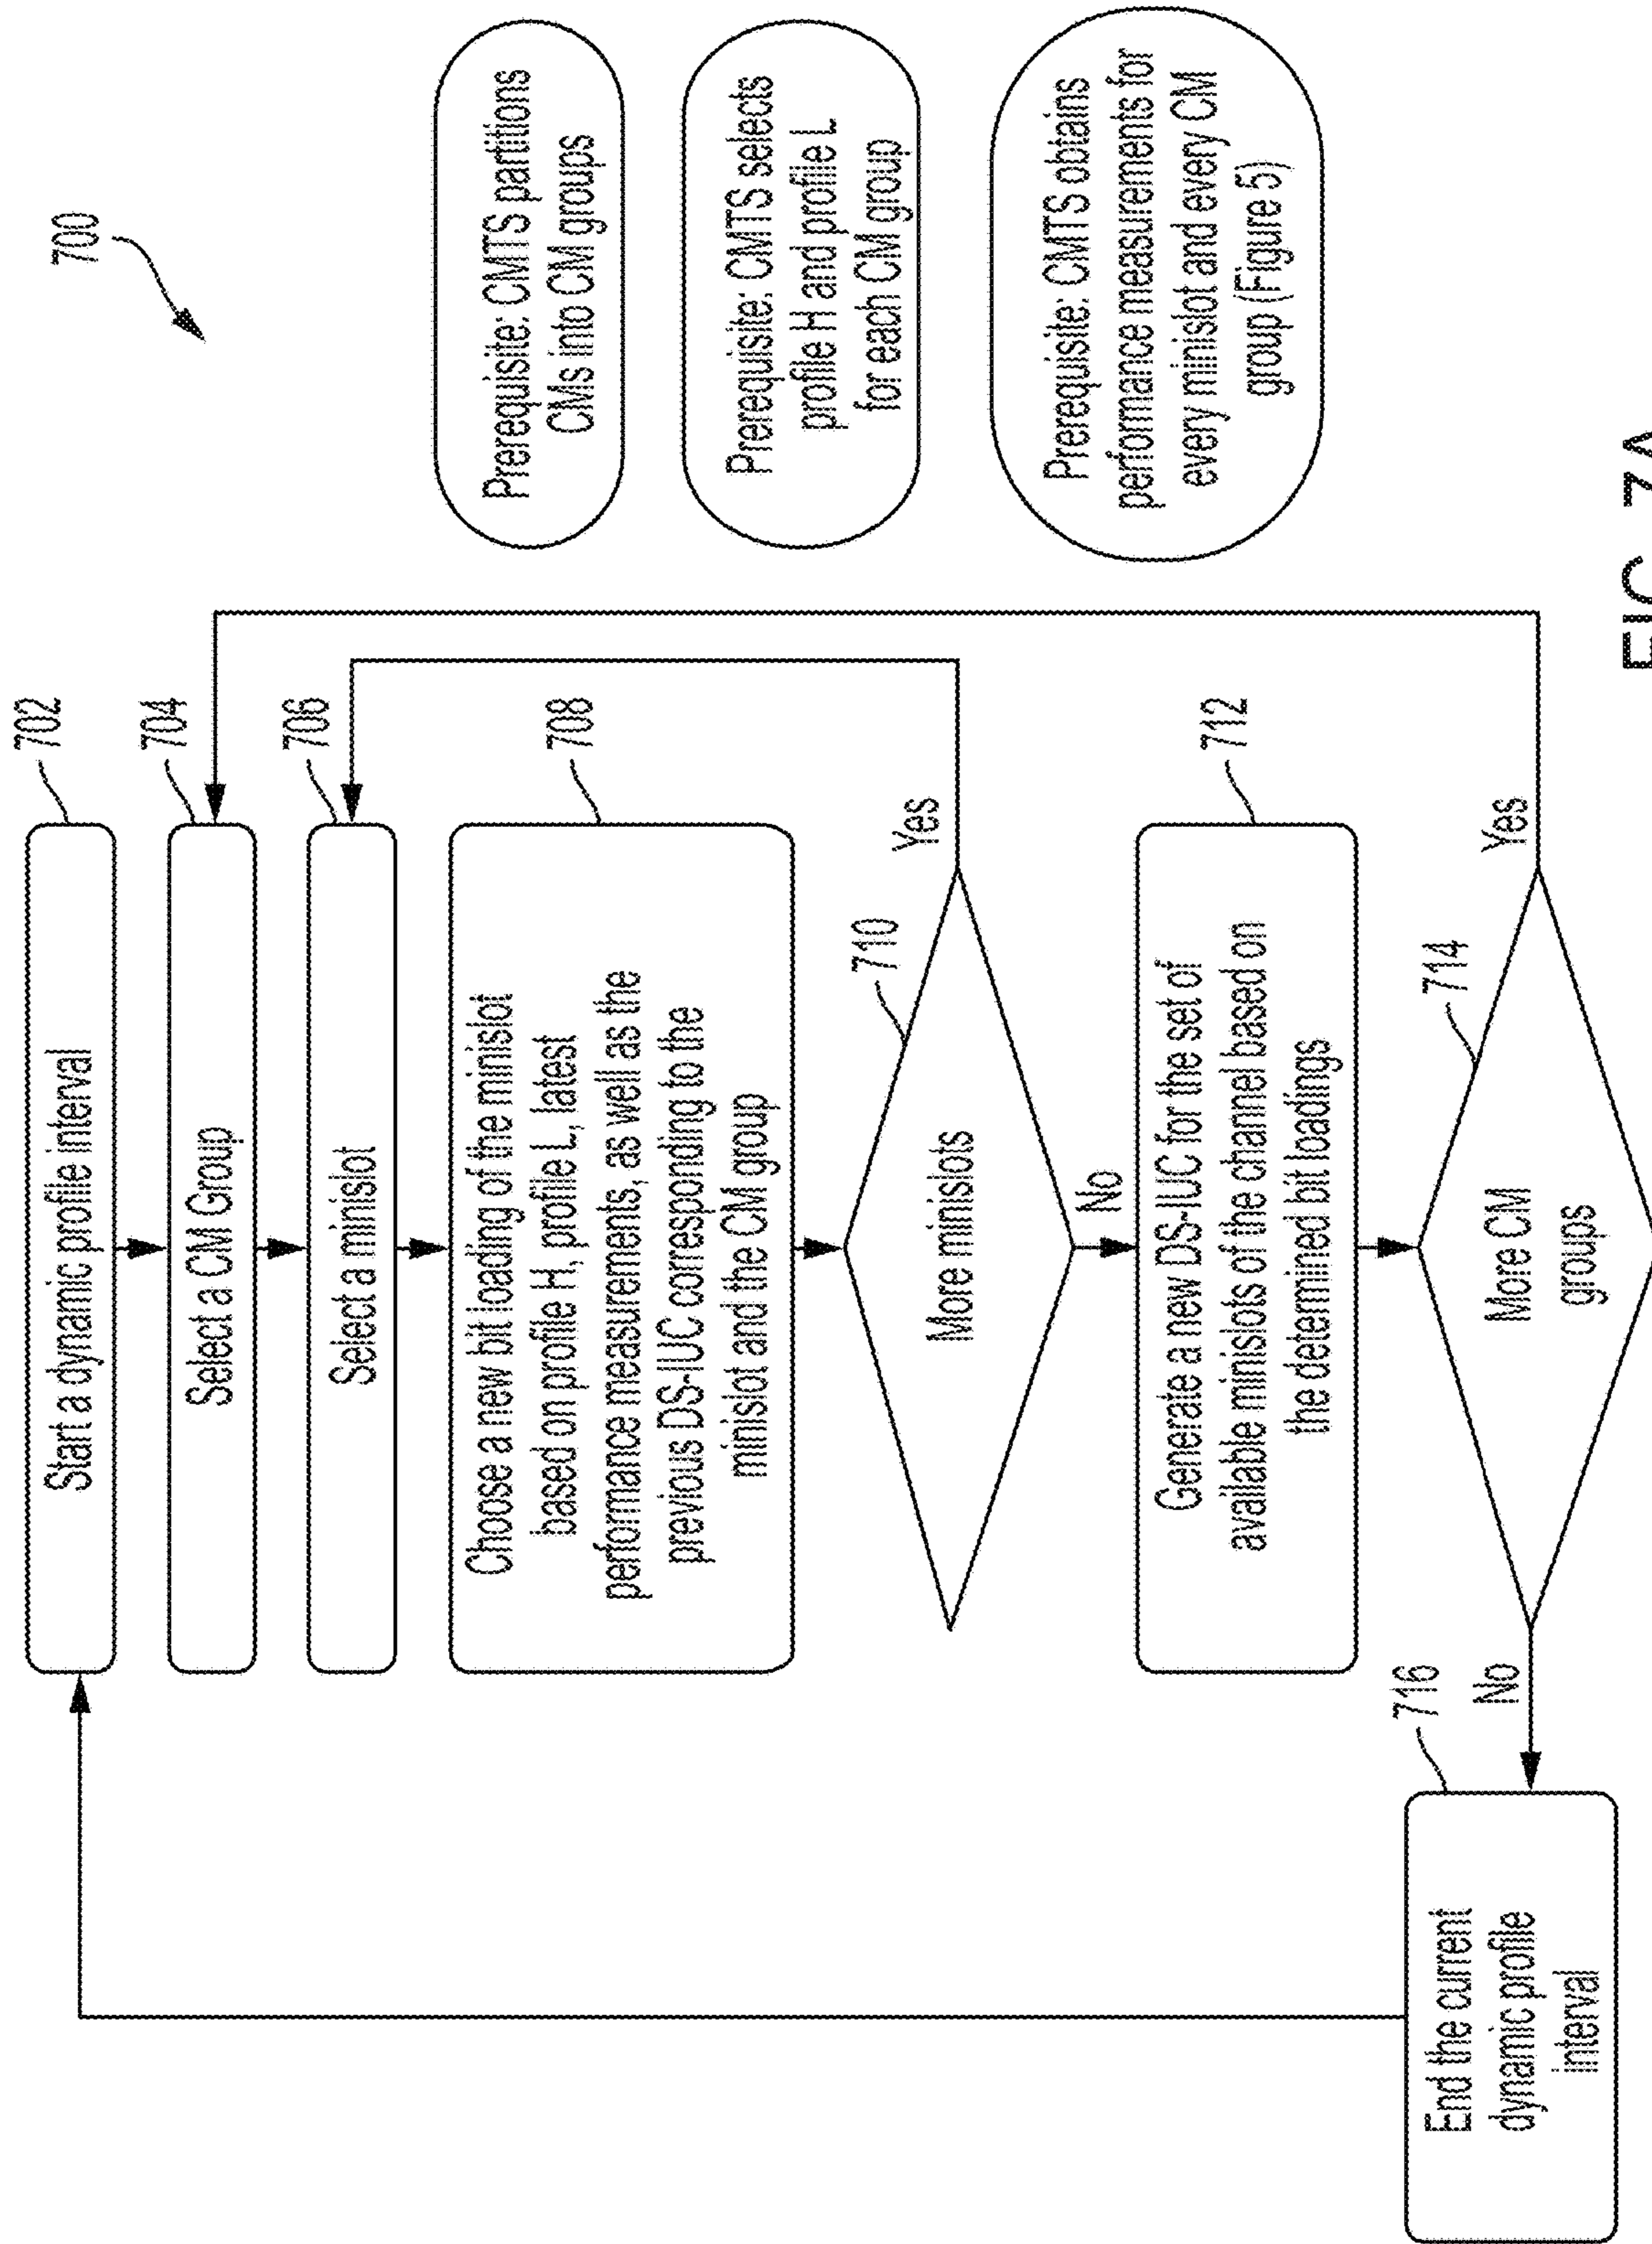 700
702
Start a dynamic profile interval
704
Select a CM Group
706
Select a minislot
708
Choose a new bit loading of the minislot
based on profile H, profile L, latest
performance measurements, as well as the
previous DS-IUC corresponding to the
minislot and the CM group
710
More minislots
Yes
No
712
Generate a new DS-IUC for the set of
available minislots of the channel based on
the determined bit loadings
714
More CM
groups
Yes
No
716
End the current
dynamic profile
interval
Prerequisite: CMTS partitions
CMs into CM groups
Prerequisite: CMTS selects
profile H and profile L
for each CM group
Prerequisite: CMTS obtains
performance measurements for
every minislot and every CM
group (Figure 5)
FIG. 7A